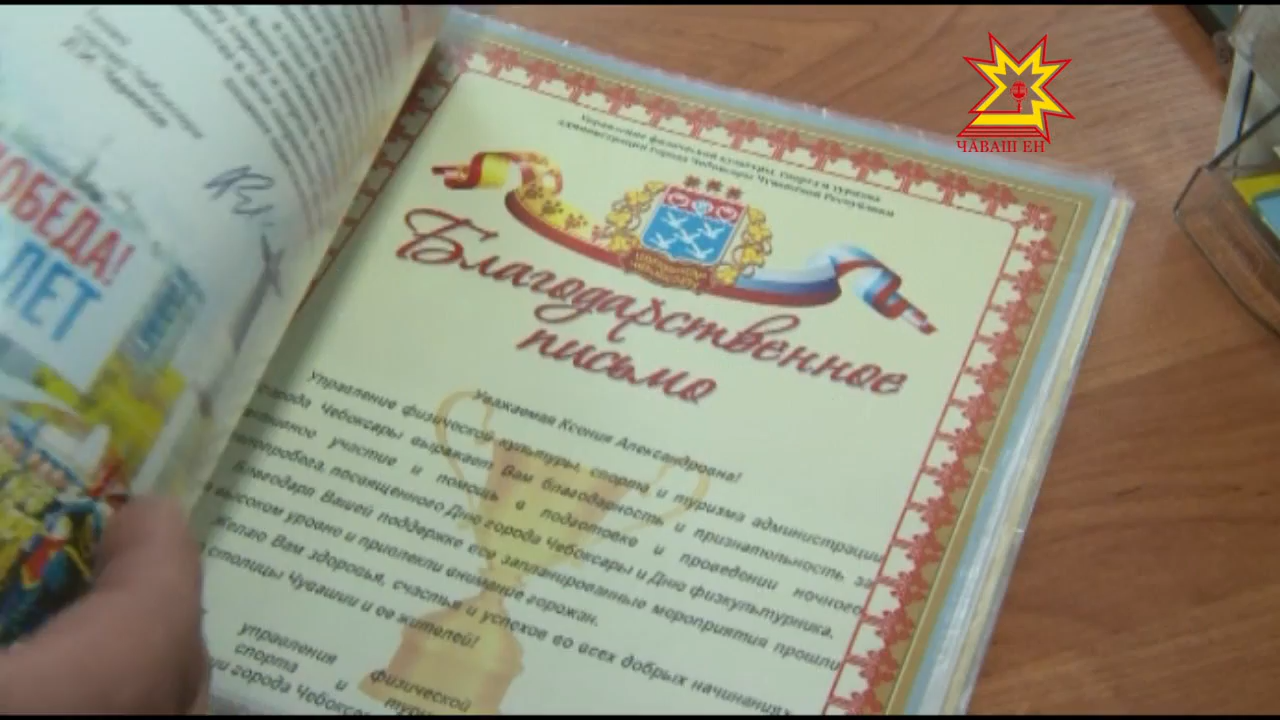 ЧӐВАШ ЕН
ПОБЕДА!
ЛЕТ
Управление физической культуры, спорта и туризма
администрации города Чебоксары Чувашской Республики
Благодарственное
письмо
Уважаемая Ксения Александровна!
Управление физической культуры, спорта и туризма администрации
города Чебоксары выражает Вам благодарность и признательность за
активное участие и помощь в подготовке и проведении ночного
велопробега, посвященного Дню города Чебоксары и Дню физкультурника.
Благодаря Вашей поддержке все запланированные мероприятия прошли
высоком уровне и привлекли внимание горожан.
Желаю Вам здоровья, счастья и успехов во всех добрых начинаниях
столицы Чувашии и ее жителей!
управления физической
спорта и
города